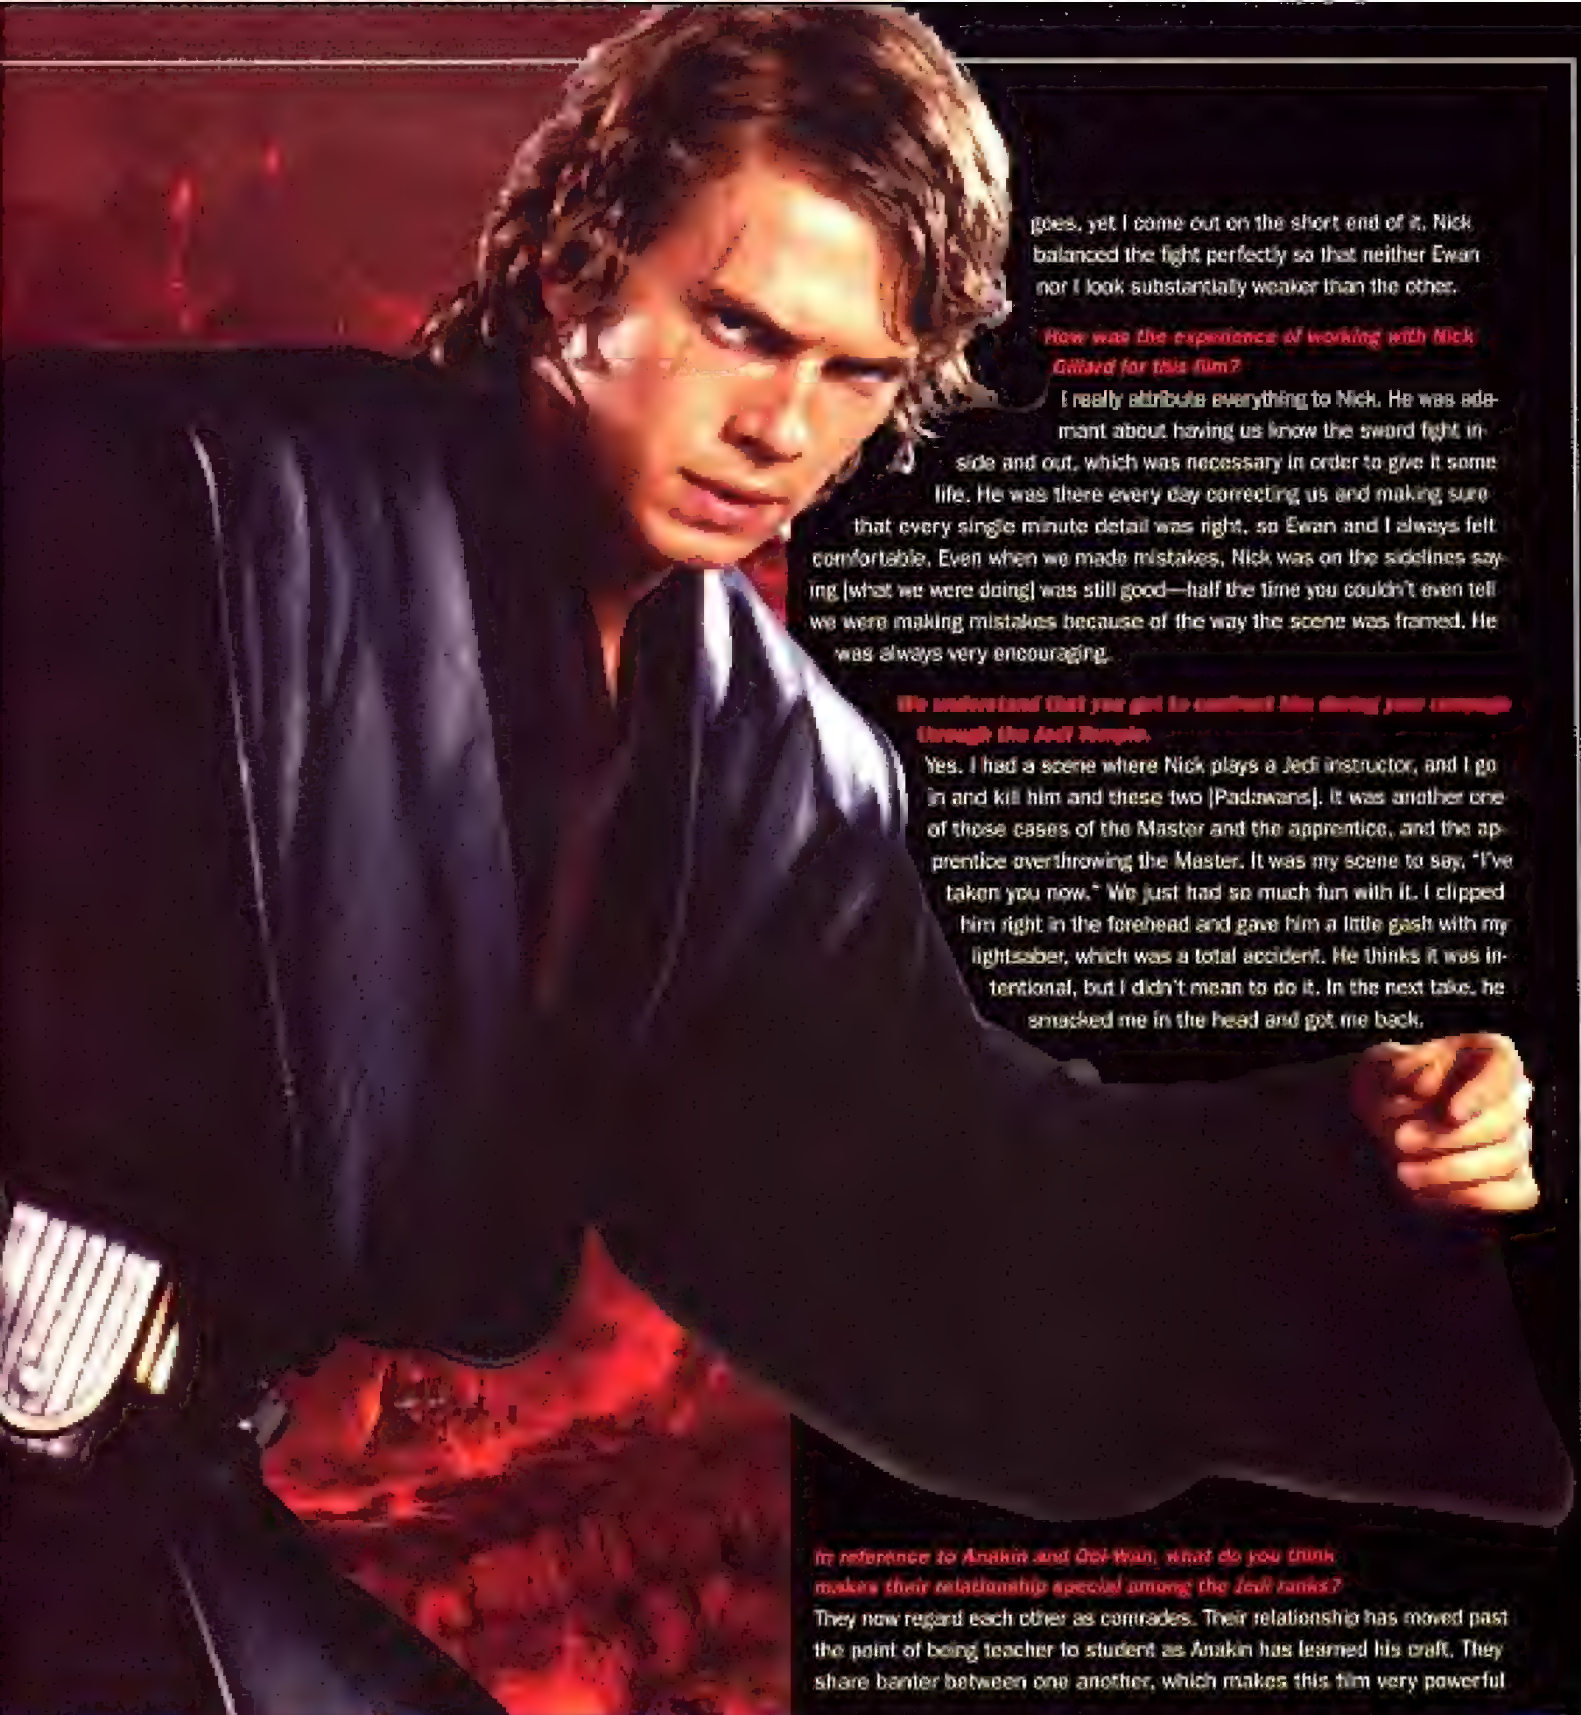 goes, yet I come out on the short end of it. Nick
balanced the fight perfectly so that neither Ewan
nor I look substantially weaker than the other.
How was the experience of working with Nick
Gillard for this film?
I really attribute everything to Nick. He was ada-
mant about having us know the sword fight in-
side and out, which was necessary in order to give it some
life. He was there every day correcting us and making sure
that every single minute detail was right, so Ewan and I always felt
comfortable. Even when we made mistakes, Nick was on the sidelines say-
ing [what we were doing] was still good—half the time you couldn't even tell
we were making mistakes because of the way the scene was framed. He
was always very encouraging.
We understand that you get to confront him during your rampage
through the Jedi Temple.
Yes. I had a scene where Nick plays a Jedi instructor, and I go
in and kill him and these two [Padawans]. It was another one
of those cases of the Master and the apprentice, and the ap-
prentice overthrowing the Master. It was my scene to say, "I've
taken you now." We just had so much fun with it. I clipped
him right in the forehead and gave him a little gash with my
lightsaber, which was a total accident. He thinks it was in-
tentional, but I didn't mean to do it. In the next take, he
smacked me in the head and got me back.
In reference to Anakin and Obi-Wan, what do you think
makes their relationship special among the Jedi ranks?
They now regard each other as comrades. Their relationship has moved past
the point of being teacher to student as Anakin has learned his craft. They
share banter between one another, which makes this film very powerful